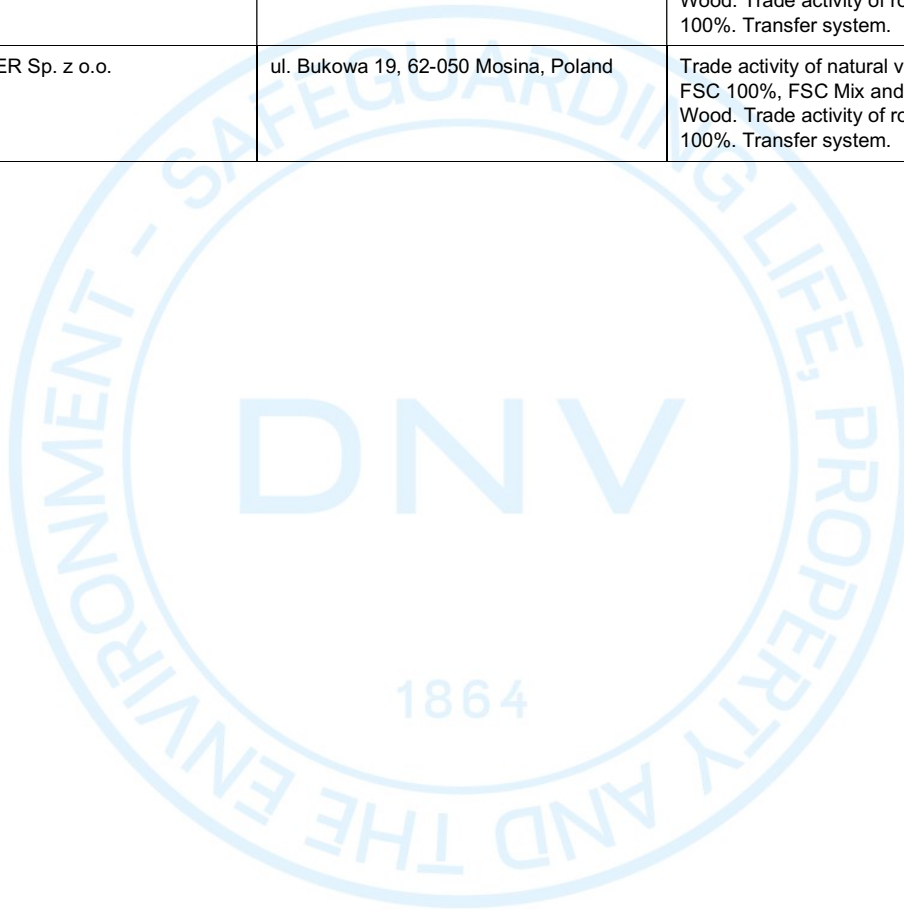 100%. Transfer system.
ER Sp. z o.o.
ul. Bukowa 19, 62-050 Mosina, Poland
Trade activity of natural
FSC 100%, FSC Mix and
Wood. Trade activity of
100%. Transfer system.
SAFEGUARDING LIFE, PROPERTY AND THE ENVIRONMENT -
DNV
1864